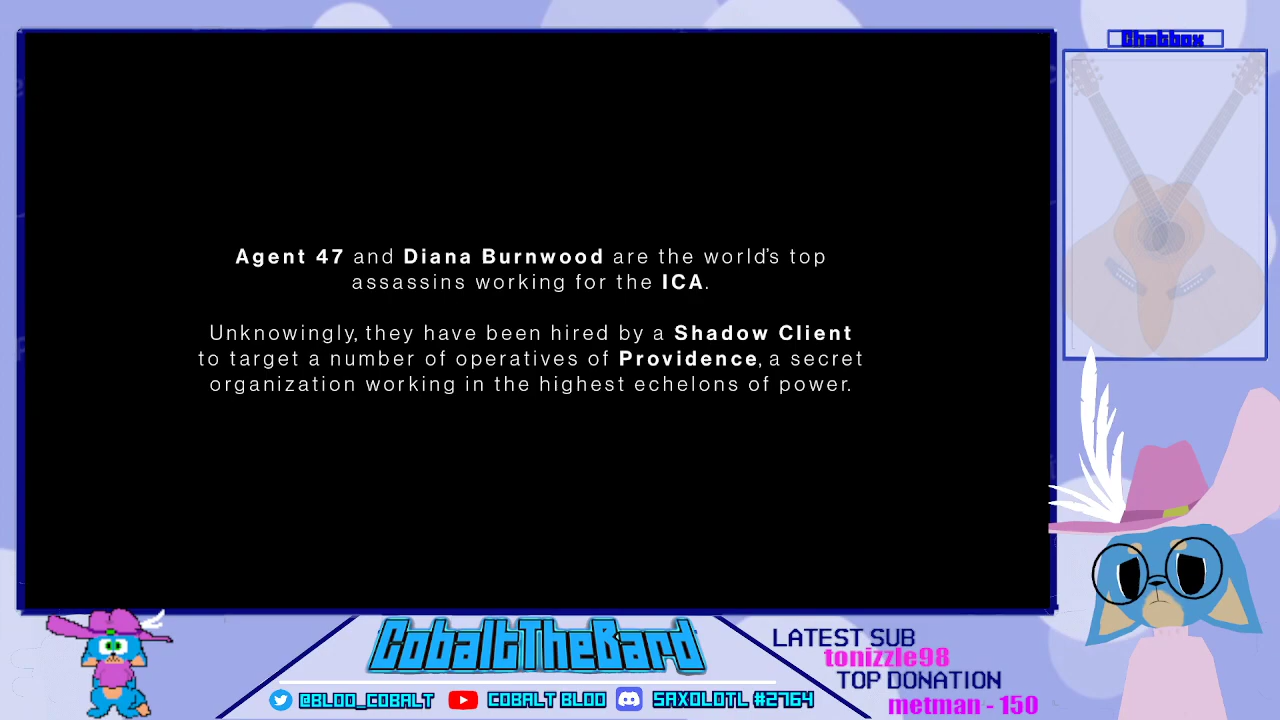 Chatbox
Agent 47 and Diana Burnwood are the world's top
assassins working for the ICA.
Unknowingly, they have been hired by a Shadow Client
to target a number of operatives of Providence, a secret
organization working in the highest echelons of power.
CobaltTheBard
@BLOO_COBALT COBALT BLOO SAXOLOTL #2764
LATEST SUB
tonizzle98
TOP DONATION
metman - 150